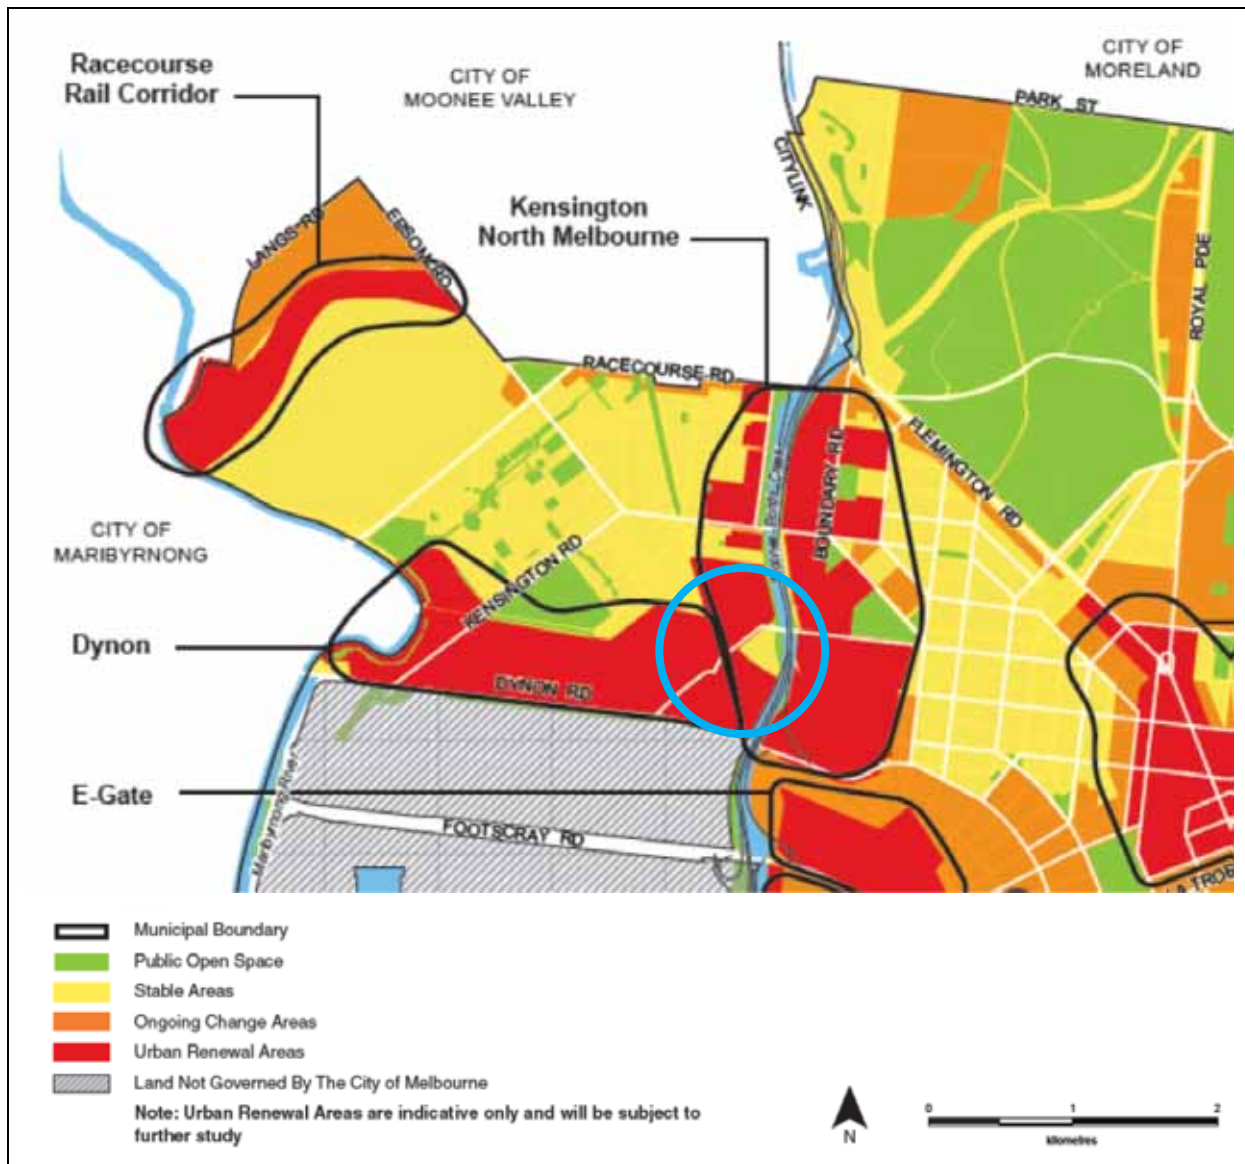 Racecourse
Rail Corridor
CITY OF
MOONEE VALLEY
CITY OF
MORELAND
PARK ST
CITYLINK
Kensington
North Melbourne
LANGS RD
EPSOM RD
ROYAL PDE
RACECOURSE RD
FLEMINGTON RD
BOUNDARY RD
CITY OF
MARIBYRNONG
KENSINGTON RD
Dynon
DYNON RD
E-Gate
Maribyrnong River
FOOTSCRAY RD
LA TROB
Municipal Boundary
Public Open Space
Stable Areas
Ongoing Change Areas
Urban Renewal Areas
Land Not Governed By The City of Melbourne
Note: Urban Renewal Areas are indicative only and will be subject to
further study
N
0 1 2
kilometres